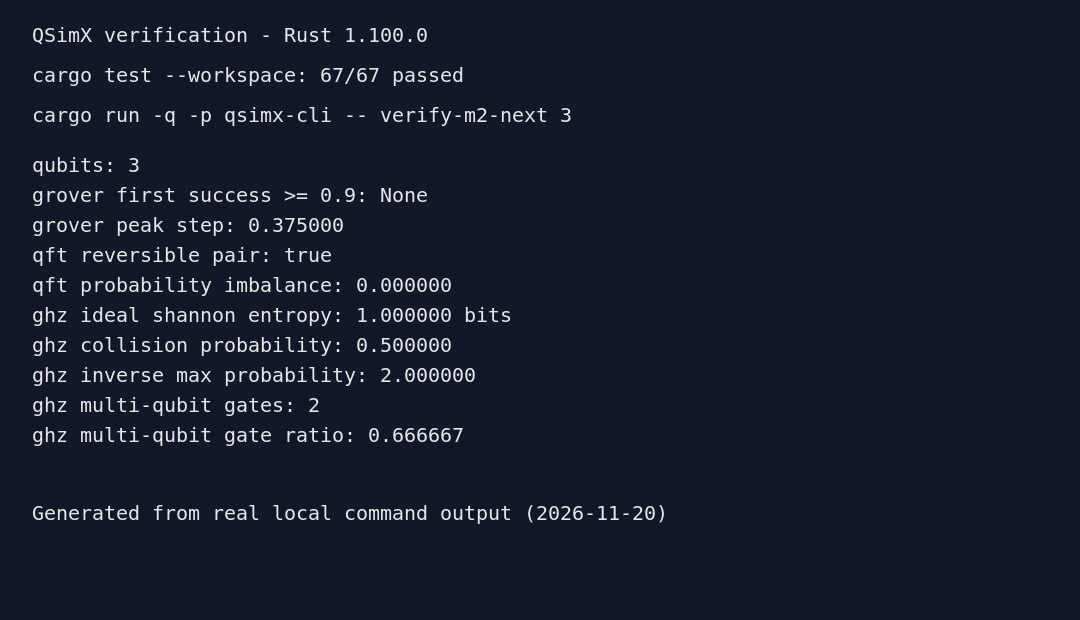 QSimX verification - Rust 1.100.0
cargo test --workspace: 67/67 passed
cargo run -q -p qsimx-cli -- verify-m2-next 3
qubits: 3
grover first success >= 0.9: None
grover peak step: 0.375000
qft reversible pair: true
qft probability imbalance: 0.000000
ghz ideal shannon entropy: 1.000000 bits
ghz collision probability: 0.500000
ghz inverse max probability: 2.000000
ghz multi-qubit gates: 2
ghz multi-qubit gate ratio: 0.666667
Generated from real local command output (2026-11-20)